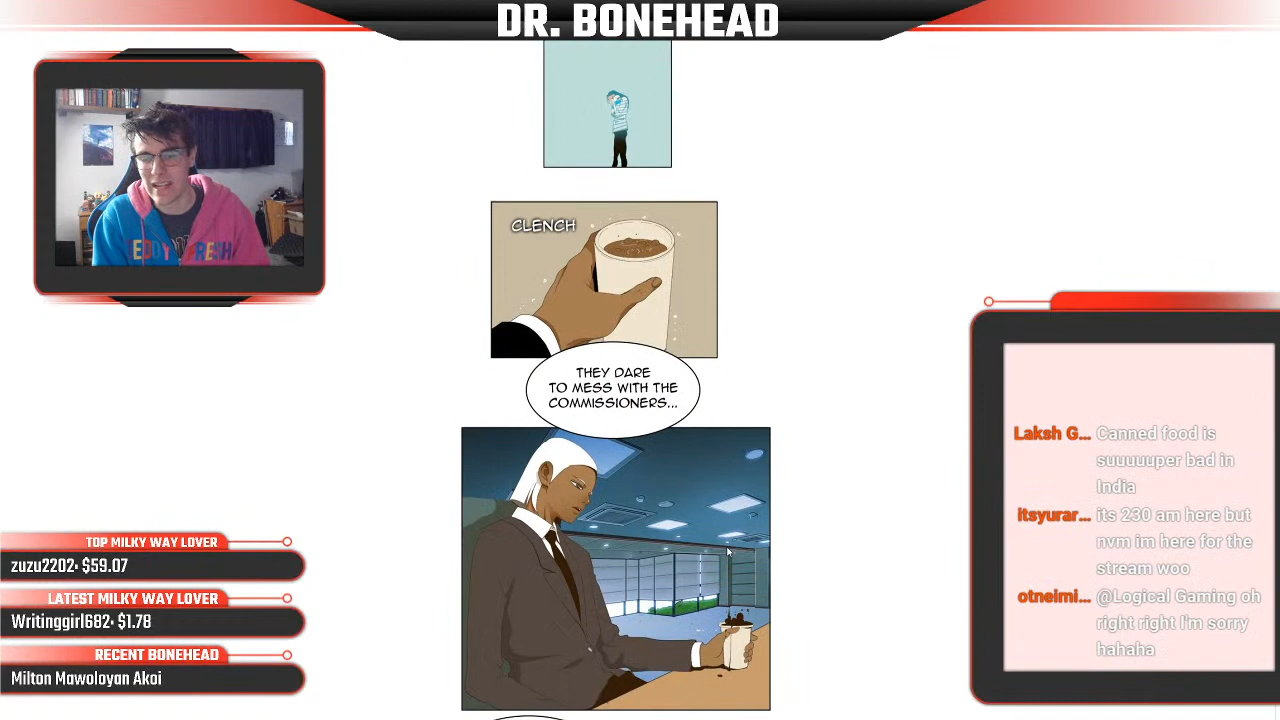 DR. BONEHEAD
CLENCH
THEY DARE
TO MESS WITH THE
COMMISSIONERS...
TOP MILKY WAY LOVER
zuzu2202• $59.07
LATEST MILKY WAY LOVER
Writinggirl682• $1.78
RECENT BONEHEAD
Milton Mawoloyan Akoi
Laksh G... Canned food is
suuuuuper bad in
India
itsyurar... its 230 am here but
nvm im here for the
stream woo
otneimi... @Logical Gaming oh
right right I'm sorry
hahaha